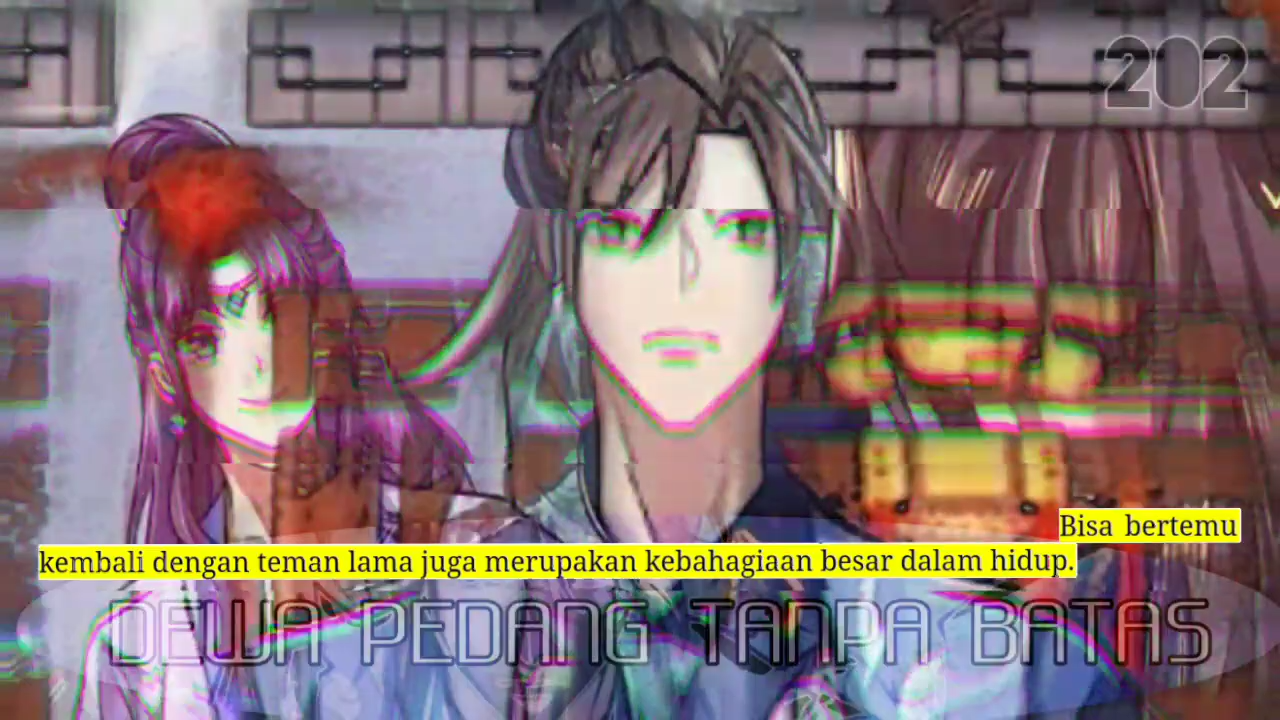 202
Bisa bertemu
kembali dengan teman lama juga merupakan kebahagiaan besar dalam hidup.
DEWA PEDANG TANPA BATAS